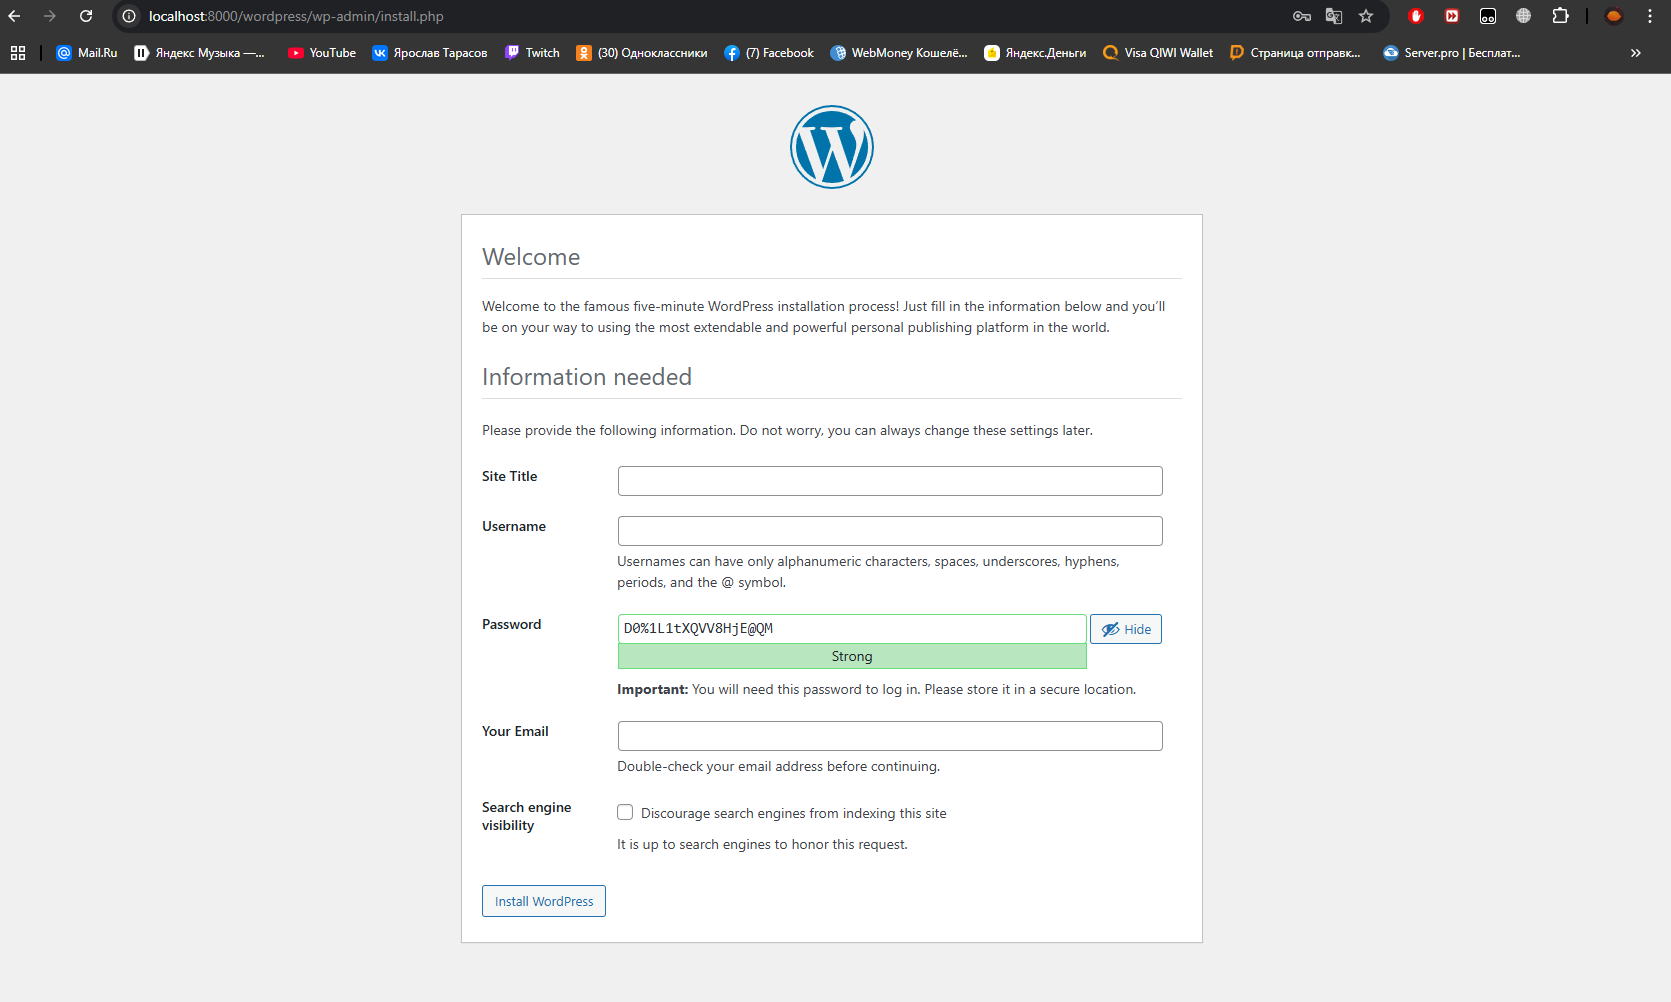 localhost:8000/wordpress/wp-admin/install.php
Mail.Ru Яндекс Музыка —... YouTube Ярослав Тарасов Twitch (30) Одноклассники (7) Facebook WebMoney Кошелё... Яндекс.Деньги Visa QIWI Wallet Страница отправк... Server.pro | Бесплат... »
Welcome
Welcome to the famous five-minute WordPress installation process! Just fill in the information below and you’ll
be on your way to using the most extendable and powerful personal publishing platform in the world.
Information needed
Please provide the following information. Do not worry, you can always change these settings later.
Site Title
Username
Usernames can have only alphanumeric characters, spaces, underscores, hyphens,
periods, and the @ symbol.
Password D0%1L1tXQVV8HjE@QM Hide
Strong
Important: You will need this password to log in. Please store it in a secure location.
Your Email
Double-check your email address before continuing.
Search engine
visibility
Discourage search engines from indexing this site
It is up to search engines to honor this request.
Install WordPress